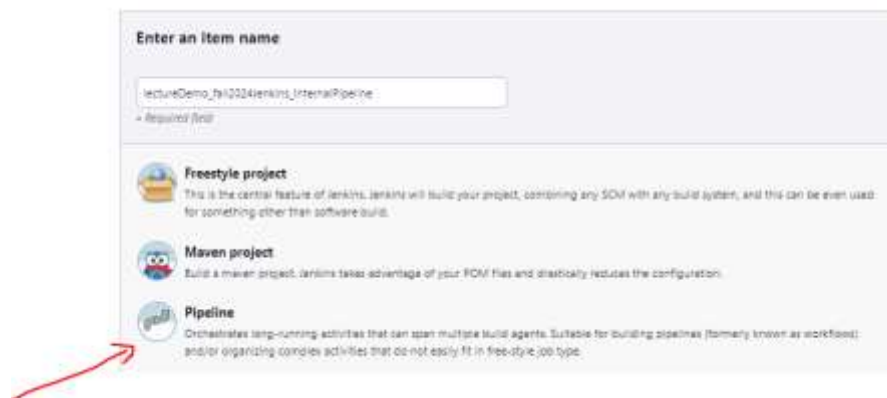 Enter an item name
lectureDemo_fall2024Jenkins_InternalPipeline
» Required field
Freestyle project
This is the central feature of Jenkins. Jenkins will build your project, combining any SCM with any build system, and this can be even used
for something other than software build.
Maven project
Build a maven project. Jenkins takes advantage of your POM files and drastically reduces the configuration.
Pipeline
Orchestrates long-running activities that can span multiple build agents. Suitable for building pipelines (formerly known as workflows)
and/or organizing complex activities that do not easily fit in free-style job type.